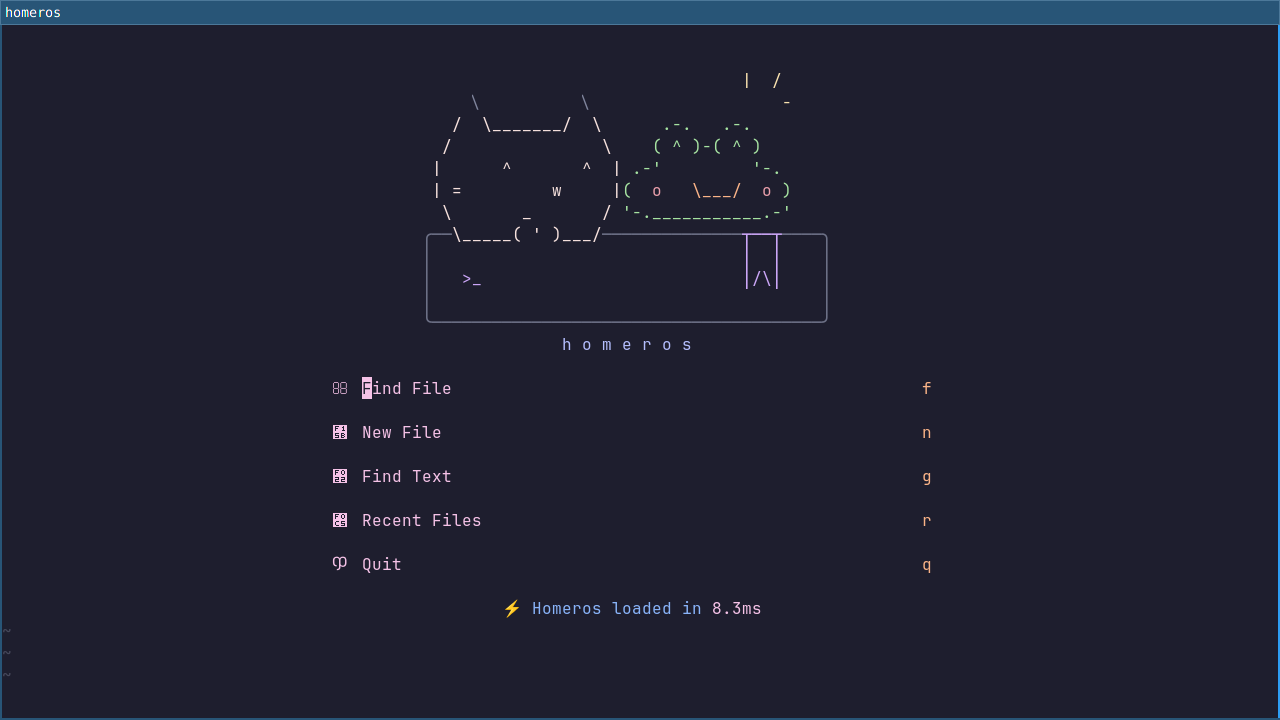 homeros
>_
h o m e r o s
Find File f
New File n
Find Text g
Recent Files r
Quit q
⚡ Homeros loaded in 8.3ms
~
~
~